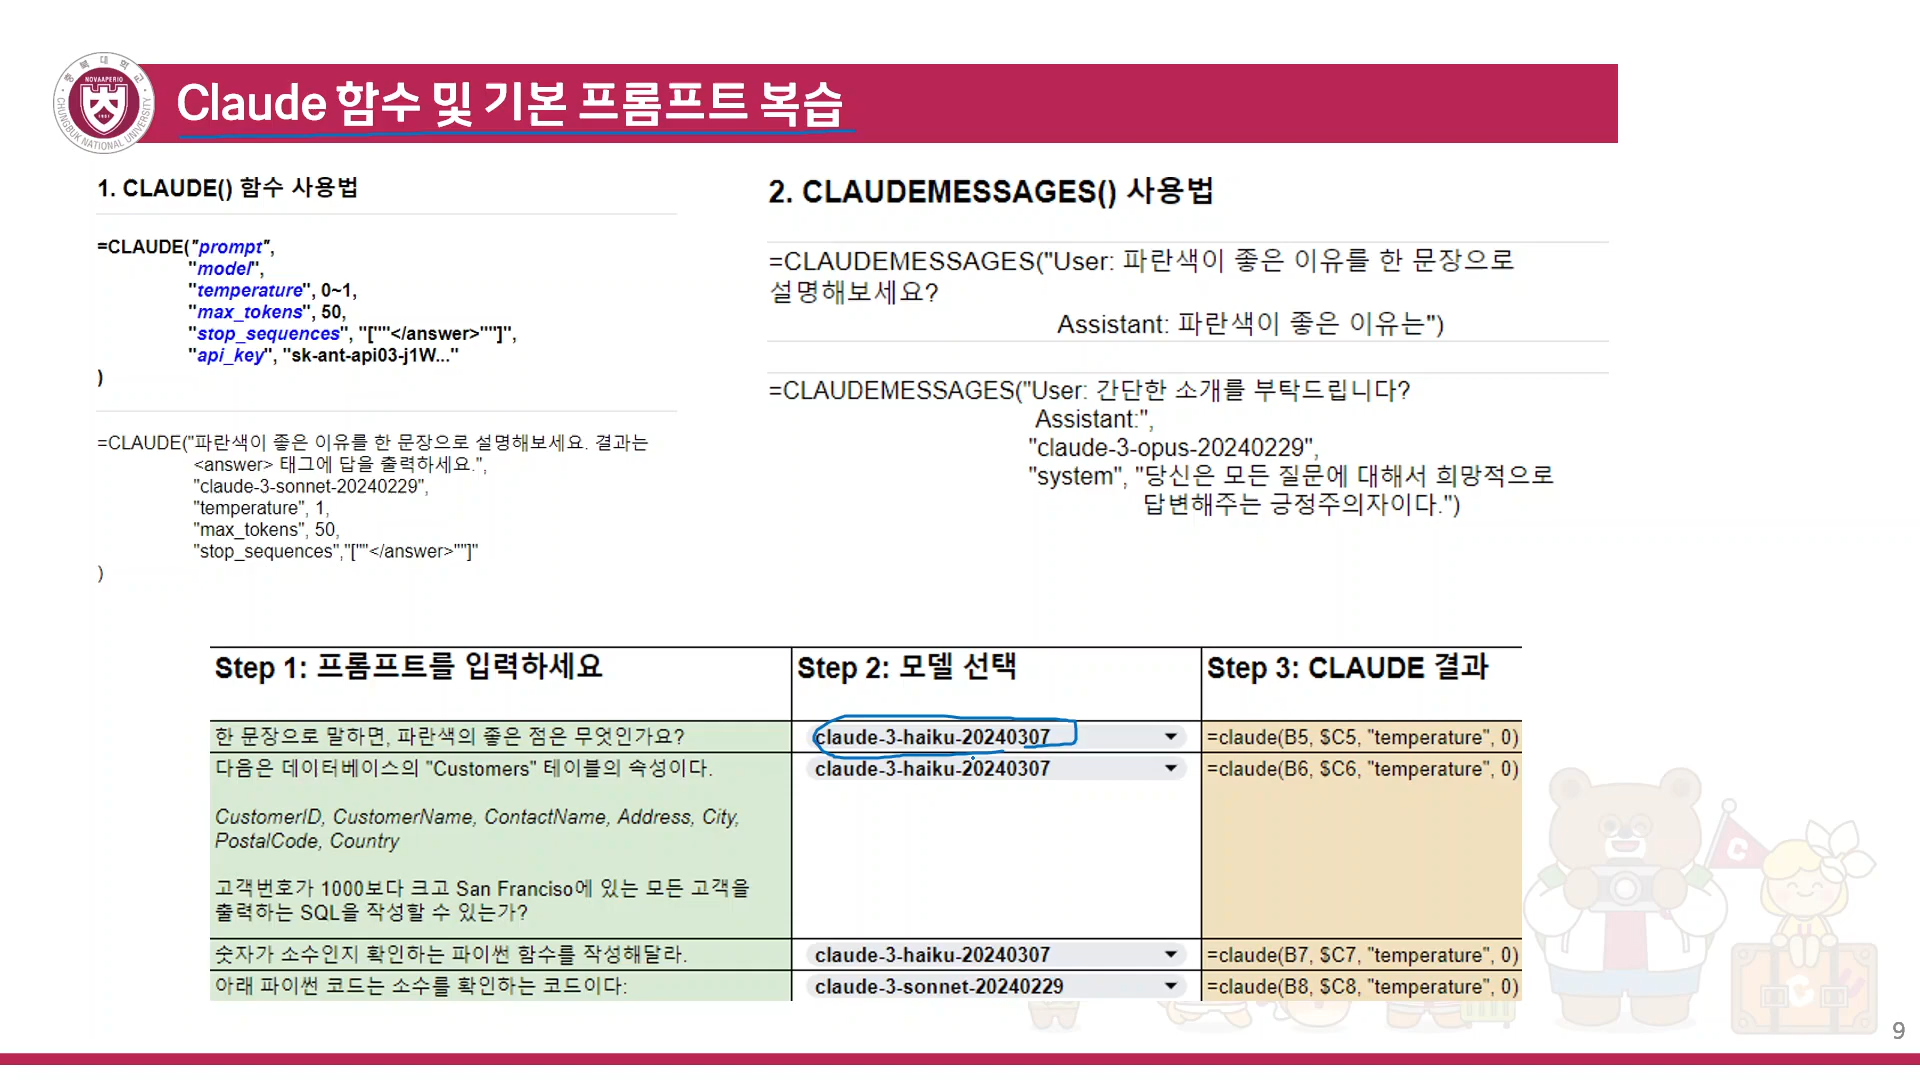 충북대학교
NOVAAPERIO
1951
CHUNGBUK NATIONAL UNIVERSITY
Claude 함수 및 기본 프롬프트 복습
1. CLAUDE() 함수 사용법
=CLAUDE("prompt",
"model",
"temperature", 0~1,
"max_tokens", 50,
"stop_sequences", "[""</answer>""]",
"api_key", "sk-ant-api03-j1W..."
)
=CLAUDE("파란색이 좋은 이유를 한 문장으로 설명해보세요. 결과는
<answer> 태그에 답을 출력하세요.",
"claude-3-sonnet-20240229",
"temperature", 1,
"max_tokens", 50,
"stop_sequences","[""</answer>""]"
)
2. CLAUDEMESSAGES() 사용법
=CLAUDEMESSAGES("User: 파란색이 좋은 이유를 한 문장으로
설명해보세요?
Assistant: 파란색이 좋은 이유는")
=CLAUDEMESSAGES("User: 간단한 소개를 부탁드립니다?
Assistant:",
"claude-3-opus-20240229",
"system", "당신은 모든 질문에 대해서 희망적으로
답변해주는 긍정주의자이다.")
Step 1: 프롬프트를 입력하세요
Step 2: 모델 선택
Step 3: CLAUDE 결과
한 문장으로 말하면, 파란색의 좋은 점은 무엇인가요?
claude-3-haiku-20240307
=claude(B5, $C5, "temperature", 0)
다음은 데이터베이스의 "Customers" 테이블의 속성이다.
CustomerID, CustomerName, ContactName, Address, City,
PostalCode, Country
고객번호가 1000보다 크고 San Franciso에 있는 모든 고객을
출력하는 SQL을 작성할 수 있는가?
claude-3-haiku-20240307
=claude(B6, $C6, "temperature", 0)
숫자가 소수인지 확인하는 파이썬 함수를 작성해달라.
claude-3-haiku-20240307
=claude(B7, $C7, "temperature", 0)
아래 파이썬 코드는 소수를 확인하는 코드이다:
claude-3-sonnet-20240229
=claude(B8, $C8, "temperature", 0)
C
9